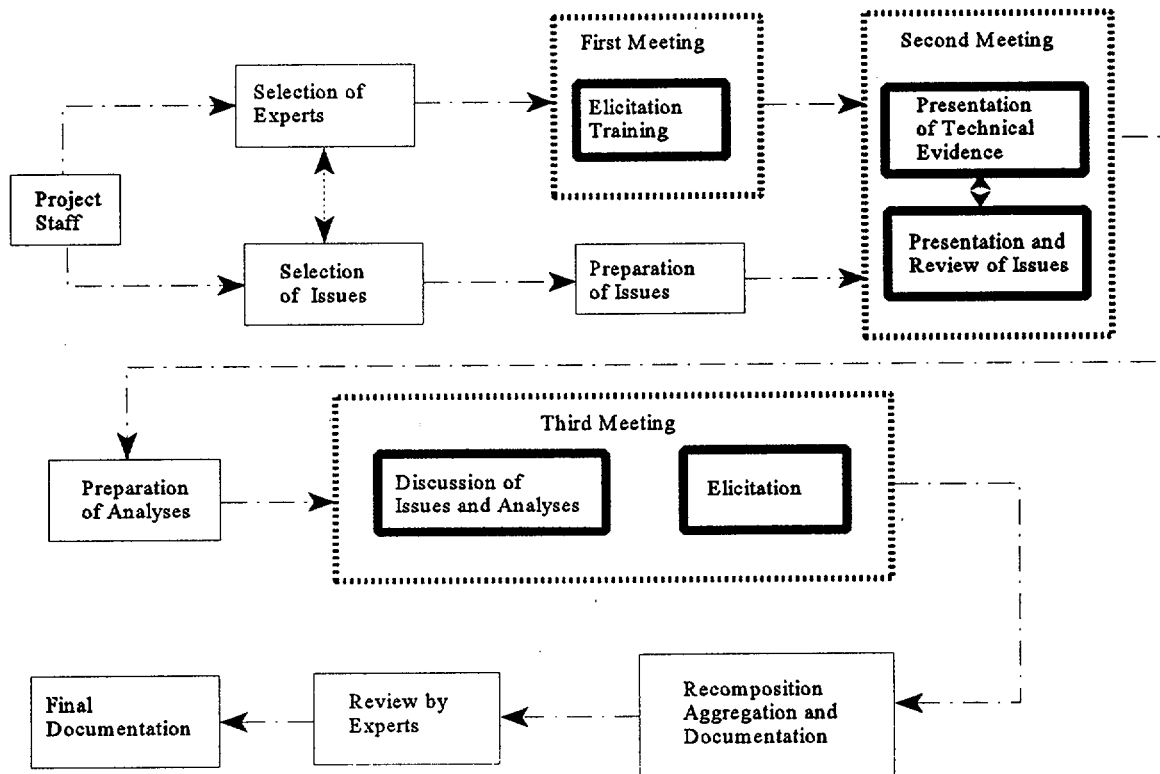 First Meeting
Second Meeting
Selection of
Experts
Elicitation
Training
Presentation
of Technical
Evidence
Project
Staff
Selection
of Issues
Preparation
of Issues
Presentation and
Review of Issues
Third Meeting
Preparation
of Analyses
Discussion of
Issues and Analyses
Elicitation
Recomposition
Aggregation and
Documentation
Review by
Experts
Final
Documentation